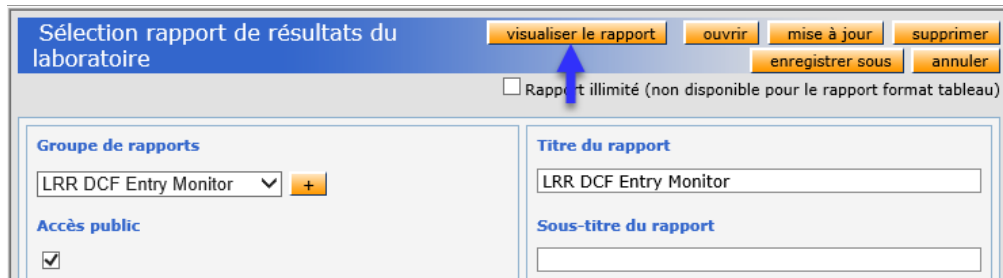 Sélection rapport de résultats du laboratoire
visualiser le rapport ouvrir mise à jour supprimer
enregistrer sous annuler
Rapport illimité (non disponible pour le rapport format tableau)
Groupe de rapports
LRR DCF Entry Monitor +
Accès public
Titre du rapport
LRR DCF Entry Monitor
Sous-titre du rapport